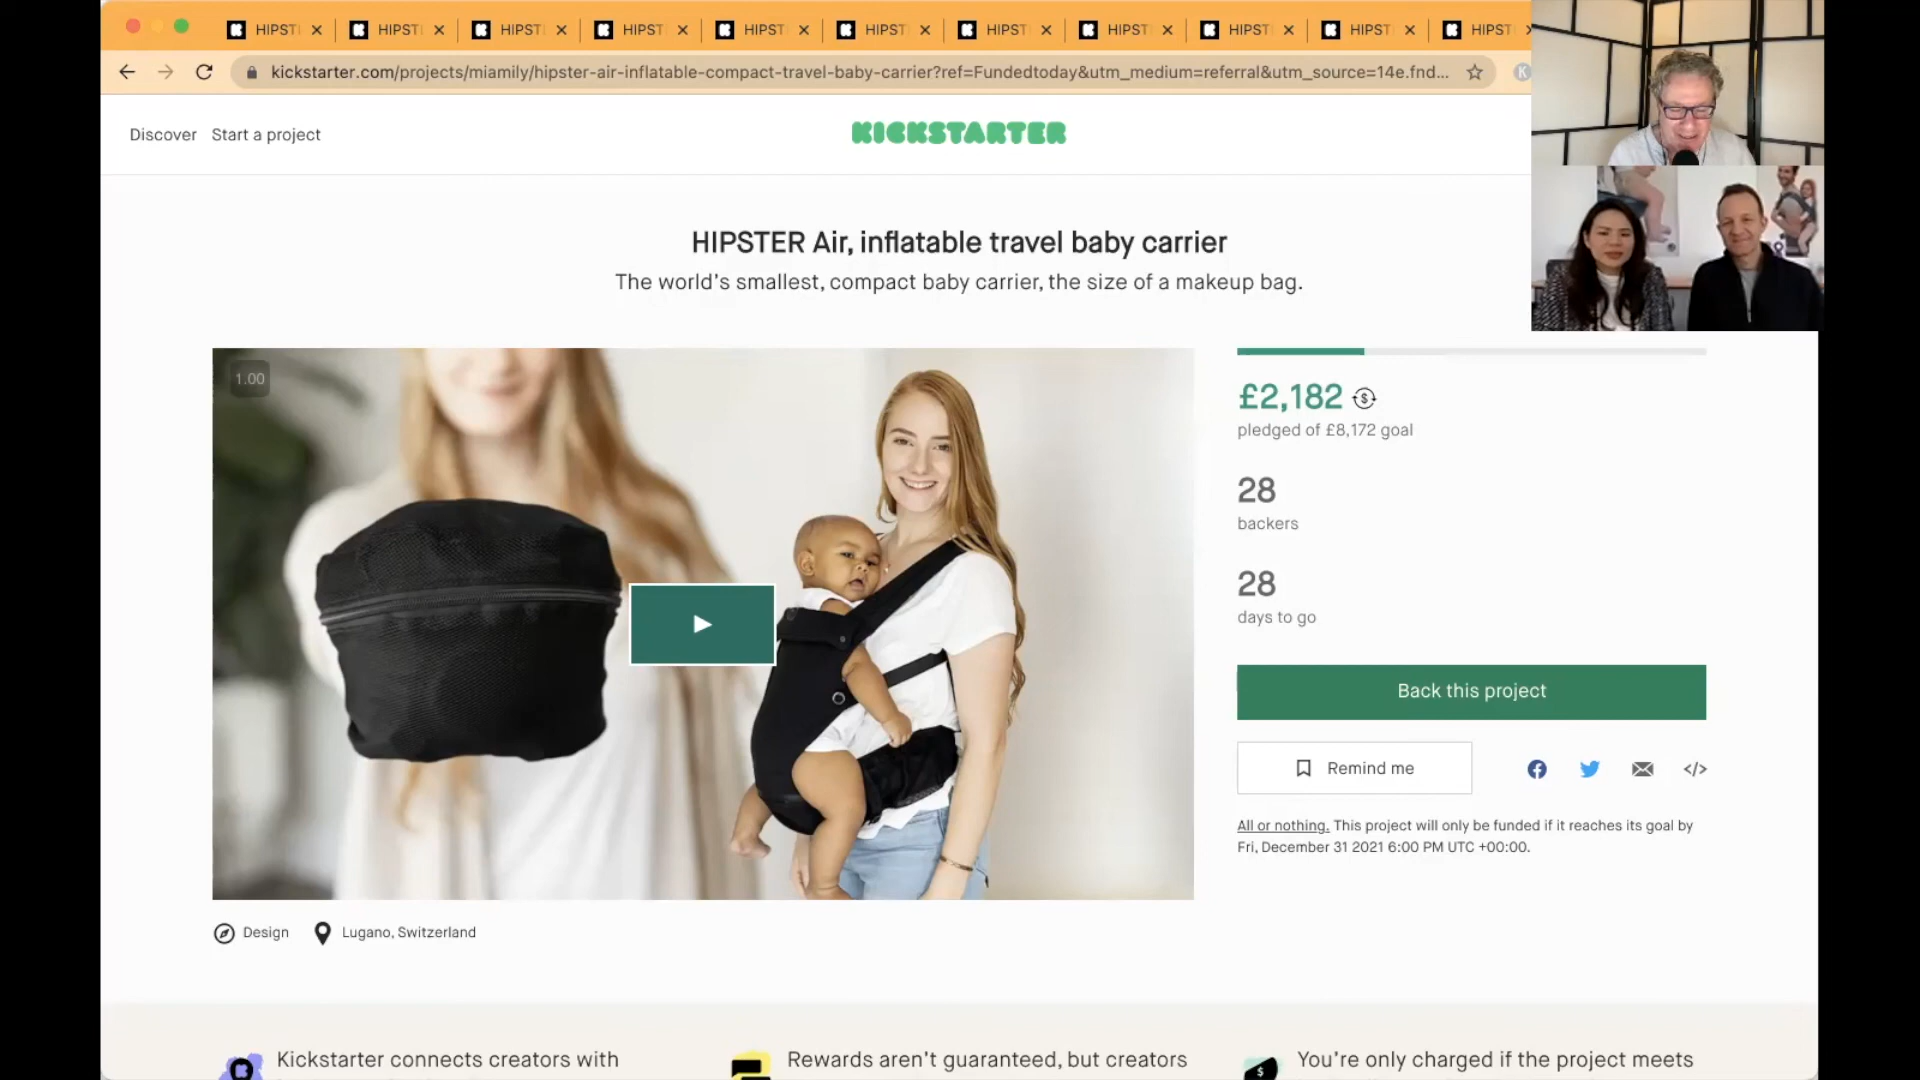 HIPST HIPST HIPST HIPST HIPST HIPST HIPST HIPST HIPST HIPST HIPST
kickstarter.com/projects/miamily/hipster-air-inflatable-compact-travel-baby-carrier?ref=Fundedtoday&utm_medium=referral&utm_source=14e.fnd...
K
Discover Start a project
KICKSTARTER
HIPSTER Air, inflatable travel baby carrier
The world's smallest, compact baby carrier, the size of a makeup bag.
1.00
£2,182
pledged of £8,172 goal
28
backers
28
days to go
Back this project
Remind me
All or nothing. This project will only be funded if it reaches its goal by
Fri, December 31 2021 6:00 PM UTC +00:00.
Design Lugano, Switzerland
Kickstarter connects creators with
Rewards aren't guaranteed, but creators
You're only charged if the project meets